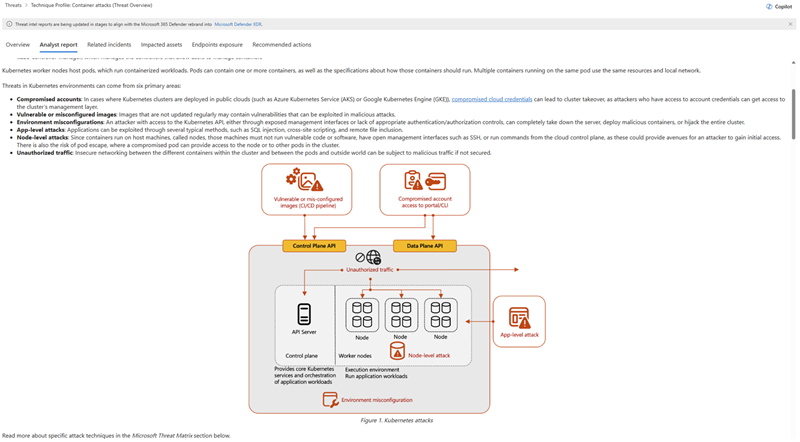 Threats > Technique Profile: Container attacks (Threat Overview)
Copilot
Threat intel reports are being updated in stages to align with the Microsoft 365 Defender rebrand into: Microsoft Defender XDR.
Overview Analyst report Related incidents Impacted assets Endpoints exposure Recommended actions
Kubernetes worker nodes host pods, which run containerized workloads. Pods can contain one or more containers, as well as the specifications about how those containers should run. Multiple containers running on the same pod use the same resources and local network.
Threats in Kubernetes environments can come from six primary areas:
• Compromised accounts: In cases where Kubernetes clusters are deployed in public clouds (such as Azure Kubernetes Service (AKS) or Google Kubernetes Engine (GKE)), compromised cloud credentials can lead to cluster takeover, as attackers who have access to account credentials can get access to
the cluster's management layer.
• Vulnerable or misconfigured images: Images that are not updated regularly may contain vulnerabilities that can be exploited in malicious attacks.
• Environment misconfigurations: An attacker with access to the Kubernetes API, either through exposed management interfaces or lack of appropriate authentication/authorization controls, can completely take down the server, deploy malicious containers, or hijack the entire cluster.
• App-level attacks: Applications can be exploited through several typical methods, such as SQL injection, cross-site scripting, and remote file inclusion.
• Node-level attacks: Since containers run on host machines, called nodes, those machines must not run vulnerable code or software, have open management interfaces such as SSH, or run commands from the cloud control plane, as these could provide avenues for an attacker to gain initial access.
There is also the risk of pod escape, where a compromised pod can provide access to the node or to other pods in the cluster.
• Unauthorized traffic: Insecure networking between the different containers within the cluster and between the pods and outside world can be subject to malicious traffic if not secured.
Vulnerable or mis-configured
images (CI/CD pipeline)
Compromised account
access to portal/CLI
Control Plane API
Data Plane API
Unauthorized traffic
API Server
Node
Node
Node
App-level attack
Control plane
Worker nodes
Node-level attack
Provides core Kubernetes
services and orchestration
of application workloads
Execution environment
Run application workloads
Environment misconfiguration
Figure 1. Kubernetes attacks
Read more about specific attack techniques in the Microsoft Threat Matrix section below.